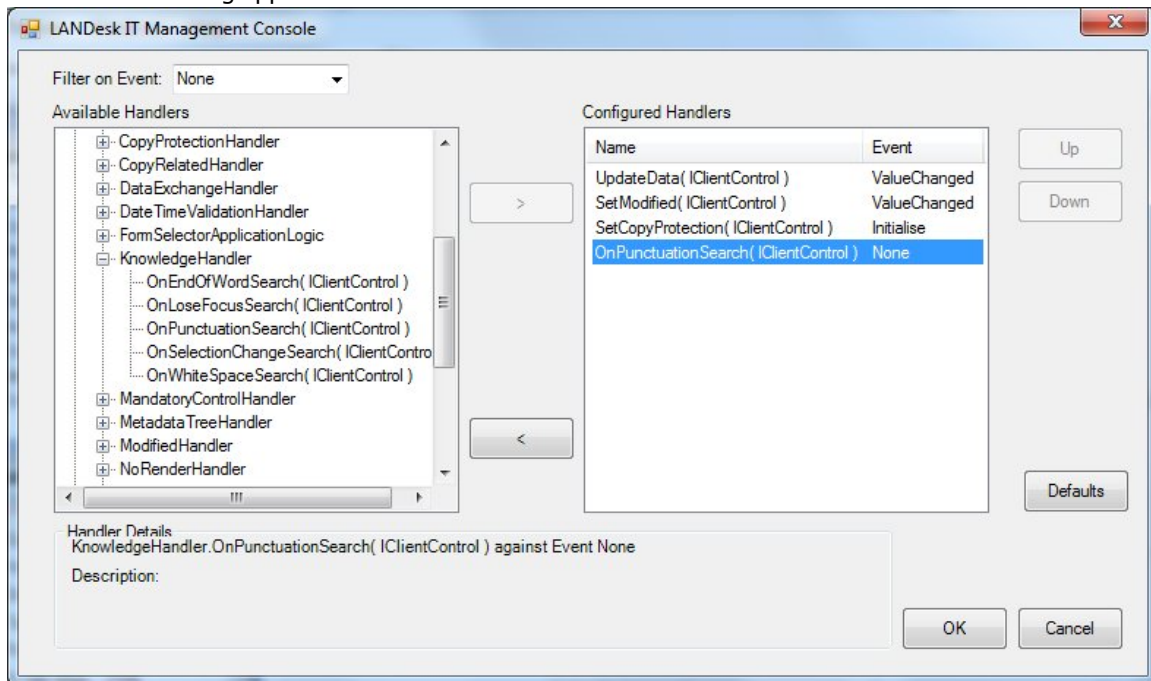 LANDesk IT Management Console
Filter on Event: None
Available Handlers
CopyProtectionHandler
CopyRelatedHandler
DataExchangeHandler
DateTimeValidationHandler
FormSelectorApplicationLogic
KnowledgeHandler
OnEndOfWordSearch( IClientControl )
OnLoseFocusSearch( IClientControl )
OnPunctuationSearch( IClientControl )
OnSelectionChangeSearch( IClientContro
OnWhiteSpaceSearch( IClientControl )
MandatoryControlHandler
MetadataTreeHandler
ModifiedHandler
NoRenderHandler
>
<
Configured Handlers
Name Event
UpdateData( IClientControl ) ValueChanged
SetModified( IClientControl ) ValueChanged
SetCopyProtection( IClientControl ) Initialise
OnPunctuationSearch( IClientControl ) None
Up
Down
Defaults
Handler Details
KnowledgeHandler.OnPunctuationSearch( IClientControl ) against Event None
Description:
OK Cancel